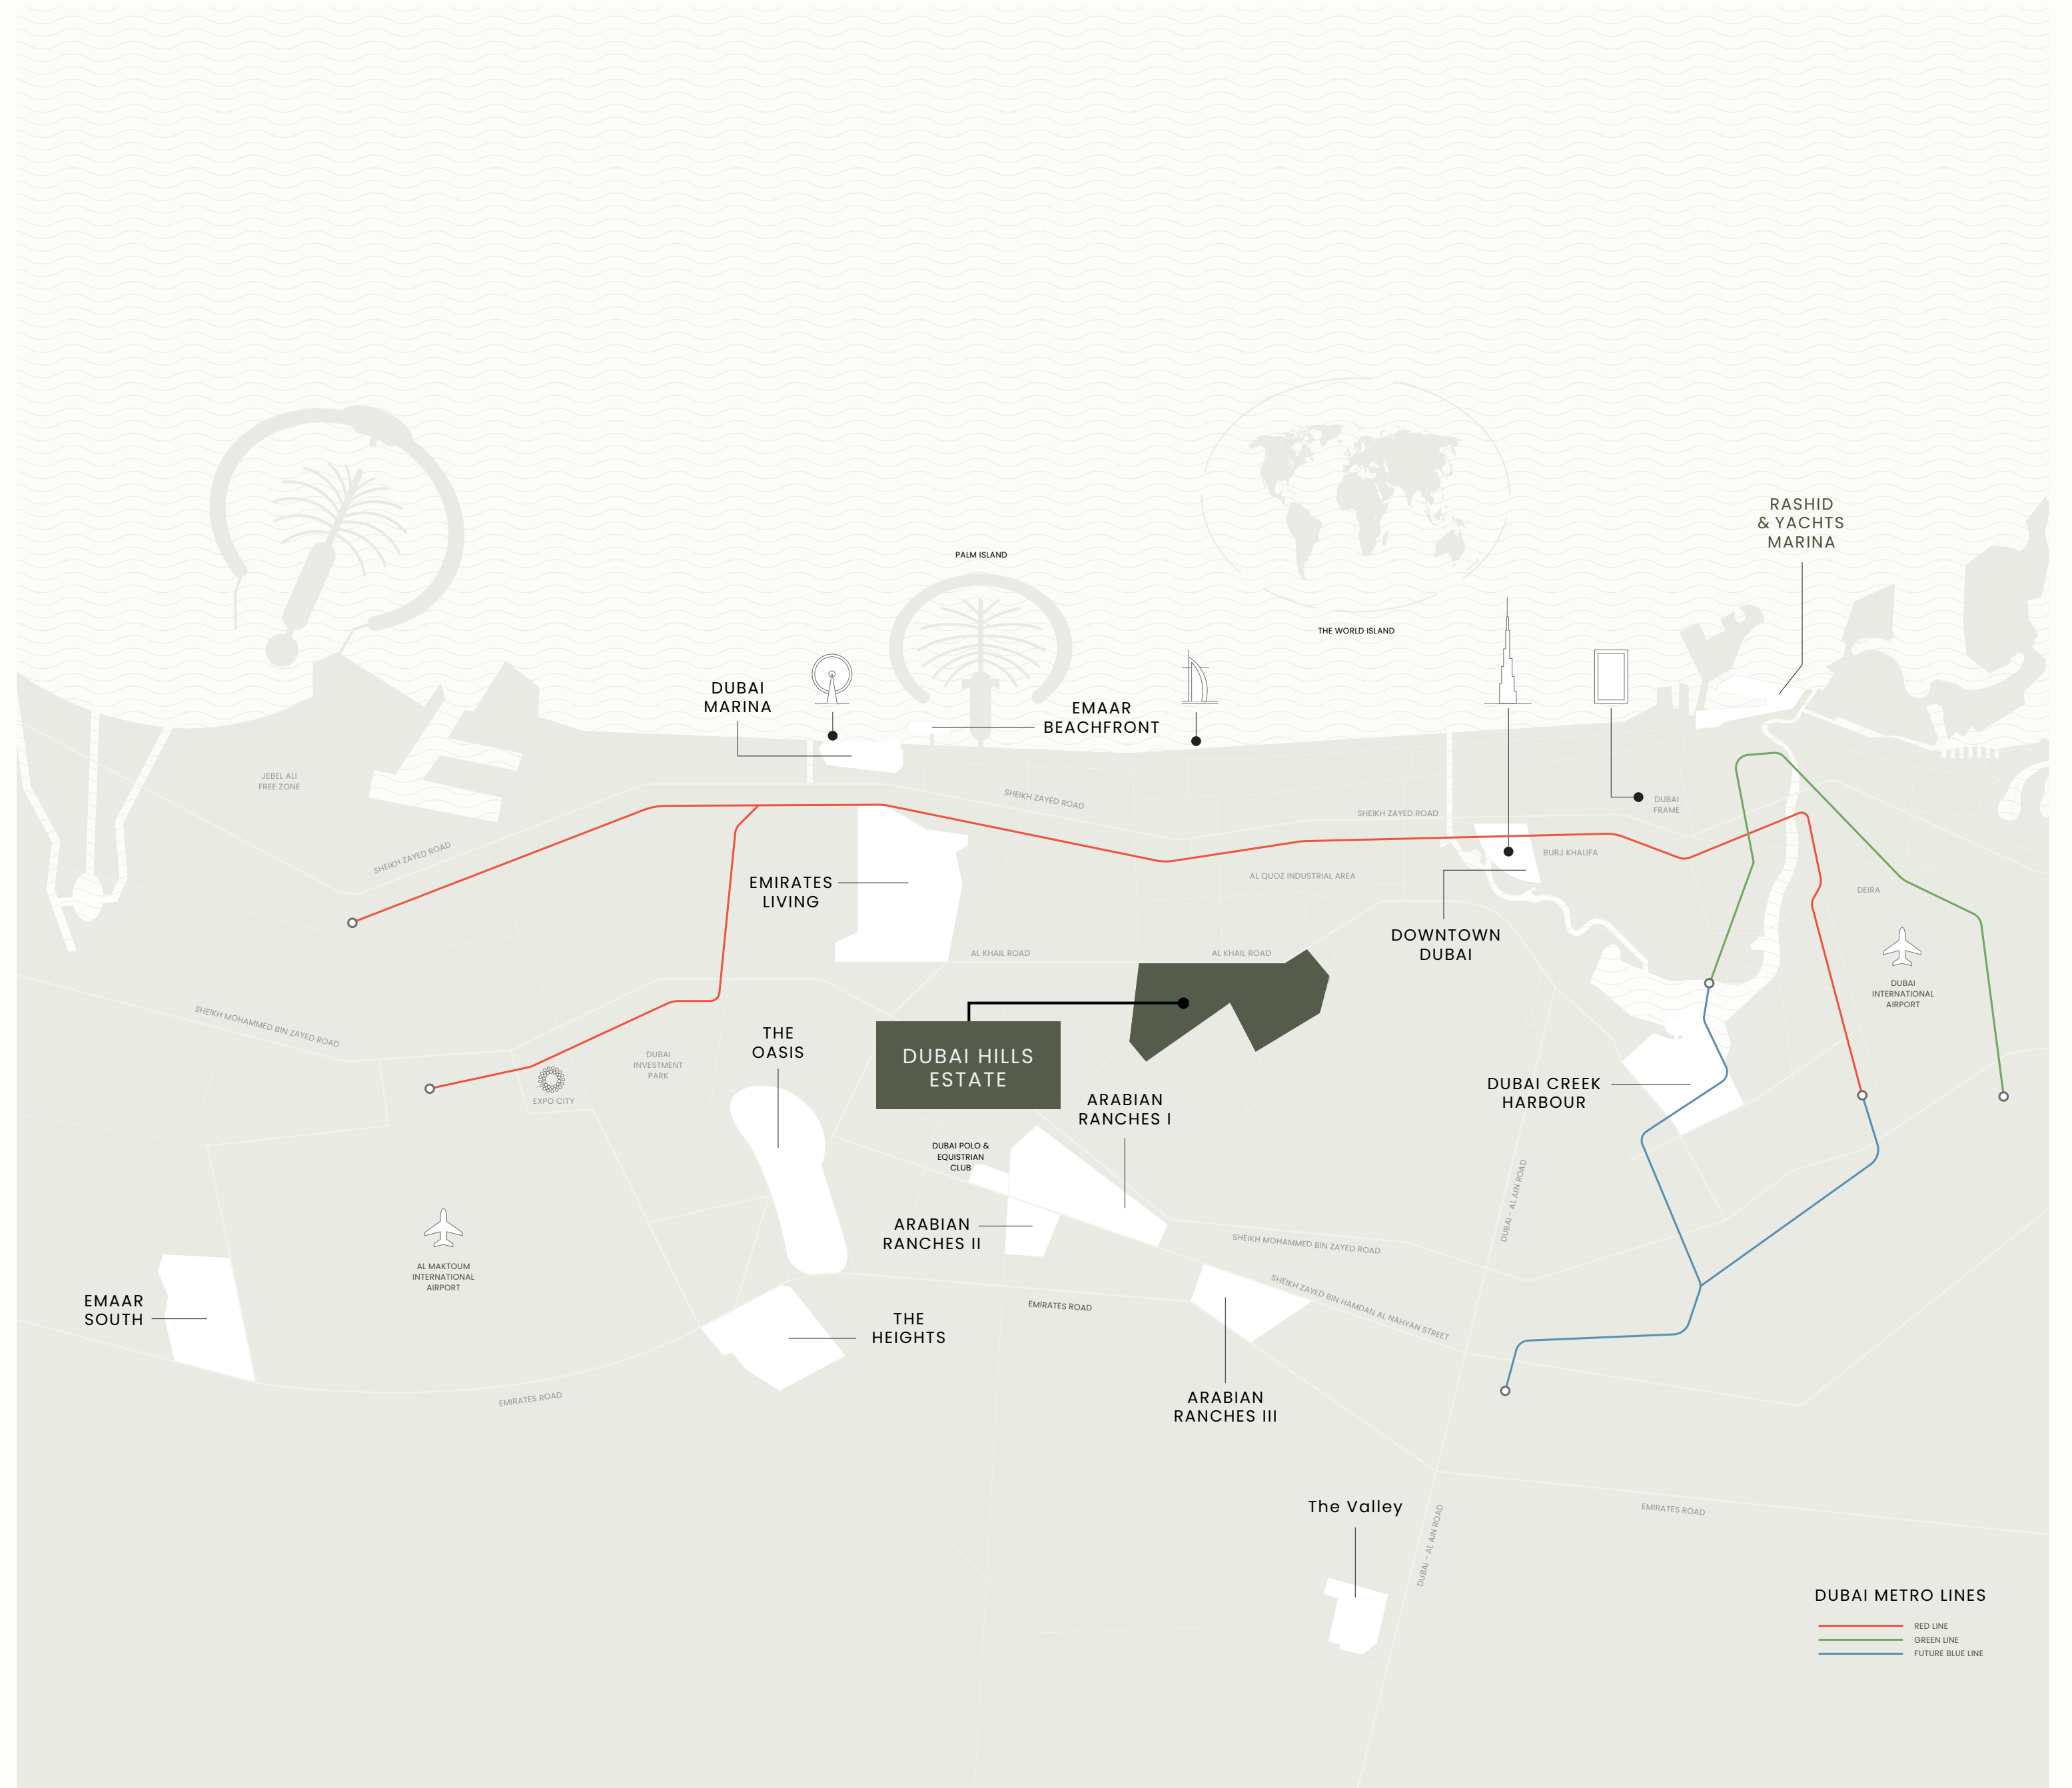 RASHID
& YACHTS
MARINA
PALM ISLAND
THE WORLD ISLAND
DUBAI
MARINA
EMAAR
BEACHFRONT
JEBEL ALI
FREE ZONE
SHEIKH ZAYED ROAD
SHEIKH ZAYED ROAD
DUBAI
FRAME
SHEIKH ZAYED ROAD
BURJ KHALIFA
AL QUOZ INDUSTRIAL AREA
EMIRATES
LIVING
DEIRA
DOWNTOWN
DUBAI
AL KHAIL ROAD
AL KHAIL ROAD
DUBAI
INTERNATIONAL
AIRPORT
SHEIKH MOHAMMED BIN ZAYED ROAD
THE
OASIS
DUBAI HILLS
ESTATE
DUBAI
INVESTMENT
PARK
EXPO CITY
DUBAI CREEK
HARBOUR
ARABIAN
RANCHES I
DUBAI POLO &
EQUISTRIAN
CLUB
DUBAI - AL AIN ROAD
ARABIAN
RANCHES II
SHEIKH MOHAMMED BIN ZAYED ROAD
AL MAKTOUM
INTERNATIONAL
AIRPORT
EMAAR
SOUTH
EMIRATES ROAD
SHEIKH ZAYED BIN HAMDAN AL NAHYAN STREET
THE
HEIGHTS
EMIRATES ROAD
ARABIAN
RANCHES III
The Valley
EMIRATES ROAD
DUBAI - AL AIN ROAD
DUBAI METRO LINES
RED LINE
GREEN LINE
FUTURE BLUE LINE